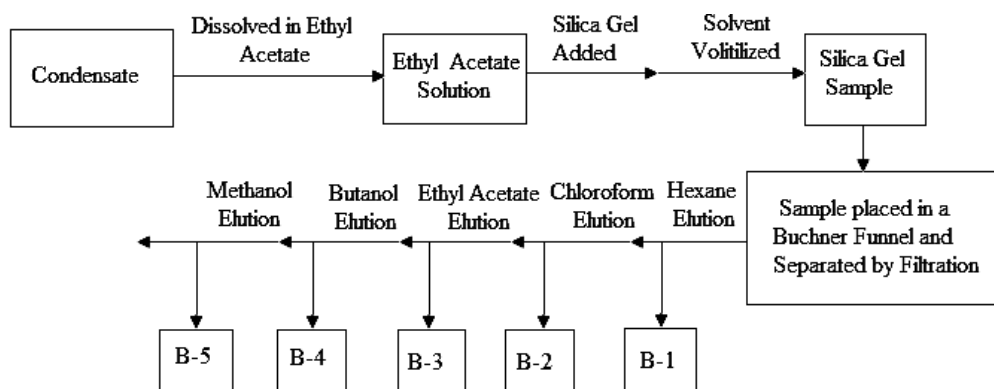 Condensate
Dissolved in Ethyl
Acetate
Ethyl Acetate
Solution
Silica Gel
Added
Solvent
Volitilized
Silica Gel
Sample
Sample placed in a
Buchner Funnel and
Separated by Filtration
Hexane
Elution
Chloroform
Elution
Ethyl Acetate
Elution
Butanol
Elution
Methanol
Elution
B-5
B-4
B-3
B-2
B-1